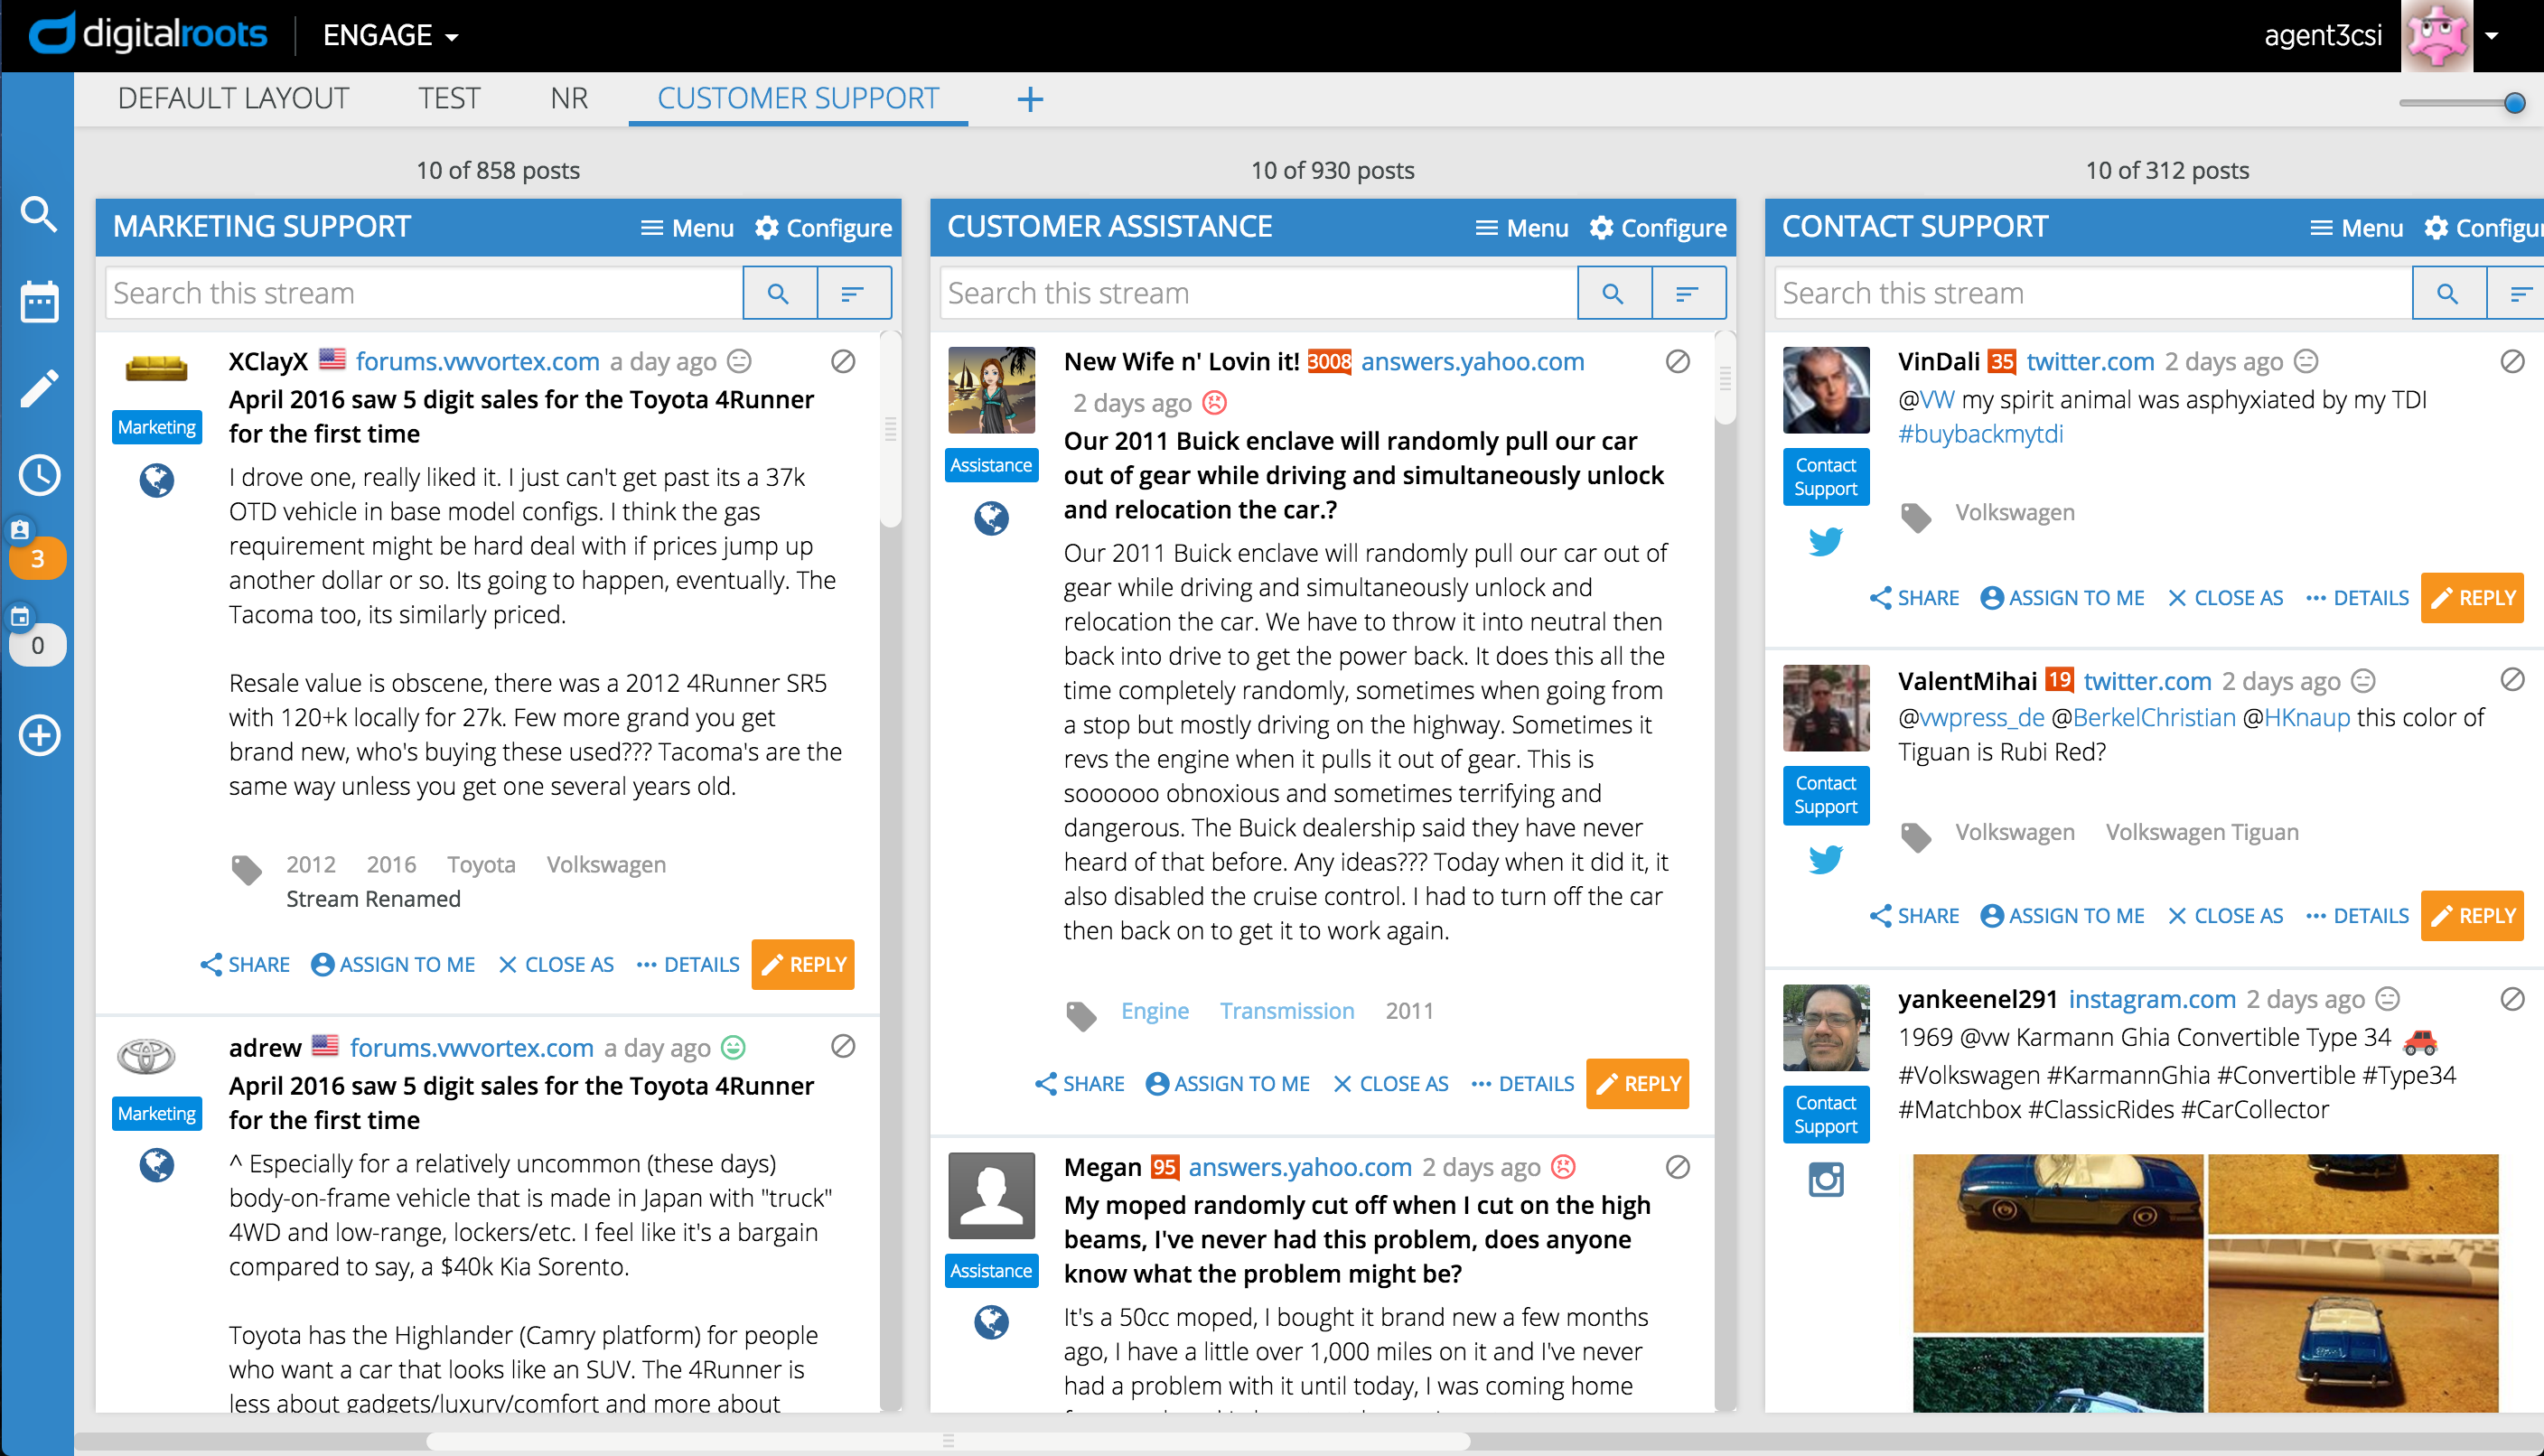 digitalroots
ENGAGE
agent3csi
DEFAULT LAYOUT
TEST
NR
CUSTOMER SUPPORT
+
10 of 858 posts
MARKETING SUPPORT
Menu
Configure
Search this stream
XClayX forums.vwvortex.com a day ago
April 2016 saw 5 digit sales for the Toyota 4Runner
for the first time
Marketing
I drove one, really liked it. I just can't get past its a 37k
OTD vehicle in base model configs. I think the gas
requirement might be hard deal with if prices jump up
another dollar or so. Its going to happen, eventually. The
Tacoma too, its similarly priced.
Resale value is obscene, there was a 2012 4Runner SR5
with 120+k locally for 27k. Few more grand you get
brand new, who's buying these used??? Tacoma's are the
same way unless you get one several years old.
2012 2016 Toyota Volkswagen
Stream Renamed
SHARE ASSIGN TO ME CLOSE AS DETAILS REPLY
adrew forums.vwvortex.com a day ago
April 2016 saw 5 digit sales for the Toyota 4Runner
for the first time
Marketing
^ Especially for a relatively uncommon (these days)
body-on-frame vehicle that is made in Japan with "truck"
4WD and low-range, lockers/etc. I feel like it's a bargain
compared to say, a $40k Kia Sorento.
Toyota has the Highlander (Camry platform) for people
who want a car that looks like an SUV. The 4Runner is
less about gadgets/luxury/comfort and more about
10 of 930 posts
CUSTOMER ASSISTANCE
Menu
Configure
Search this stream
New Wife n' Lovin it! 3008 answers.yahoo.com
2 days ago
Our 2011 Buick enclave will randomly pull our car
out of gear while driving and simultaneously unlock
and relocation the car.?
Assistance
Our 2011 Buick enclave will randomly pull our car out of
gear while driving and simultaneously unlock and
relocation the car. We have to throw it into neutral then
back into drive to get the power back. It does this all the
time completely randomly, sometimes when going from
a stop but mostly driving on the highway. Sometimes it
revs the engine when it pulls it out of gear. This is
soooooo obnoxious and sometimes terrifying and
dangerous. The Buick dealership said they have never
heard of that before. Any ideas??? Today when it did it, it
also disabled the cruise control. I had to turn off the car
then back on to get it to work again.
Engine Transmission 2011
SHARE ASSIGN TO ME CLOSE AS DETAILS REPLY
Megan 95 answers.yahoo.com 2 days ago
My moped randomly cut off when I cut on the high
beams, I've never had this problem, does anyone
know what the problem might be?
Assistance
It's a 50cc moped, I bought it brand new a few months
ago, I have a little over 1,000 miles on it and I've never
had a problem with it until today, I was coming home
10 of 312 posts
CONTACT SUPPORT
Menu
Configu
Search this stream
VinDali 35 twitter.com 2 days ago
@VW my spirit animal was asphyxiated by my TDI
#buybackmytdi
Contact
Support
Volkswagen
SHARE ASSIGN TO ME CLOSE AS DETAILS REPLY
ValentMihai 19 twitter.com 2 days ago
@vwpress_de @BerkelChristian @HKnaup this color of
Tiguan is Rubi Red?
Contact
Support
Volkswagen Volkswagen Tiguan
SHARE ASSIGN TO ME CLOSE AS DETAILS REPLY
yankeenel291 instagram.com 2 days ago
1969 @vw Karmann Ghia Convertible Type 34
#Volkswagen #KarmannGhia #Convertible #Type34
#Matchbox #ClassicRides #CarCollector
Contact
Support
3
0